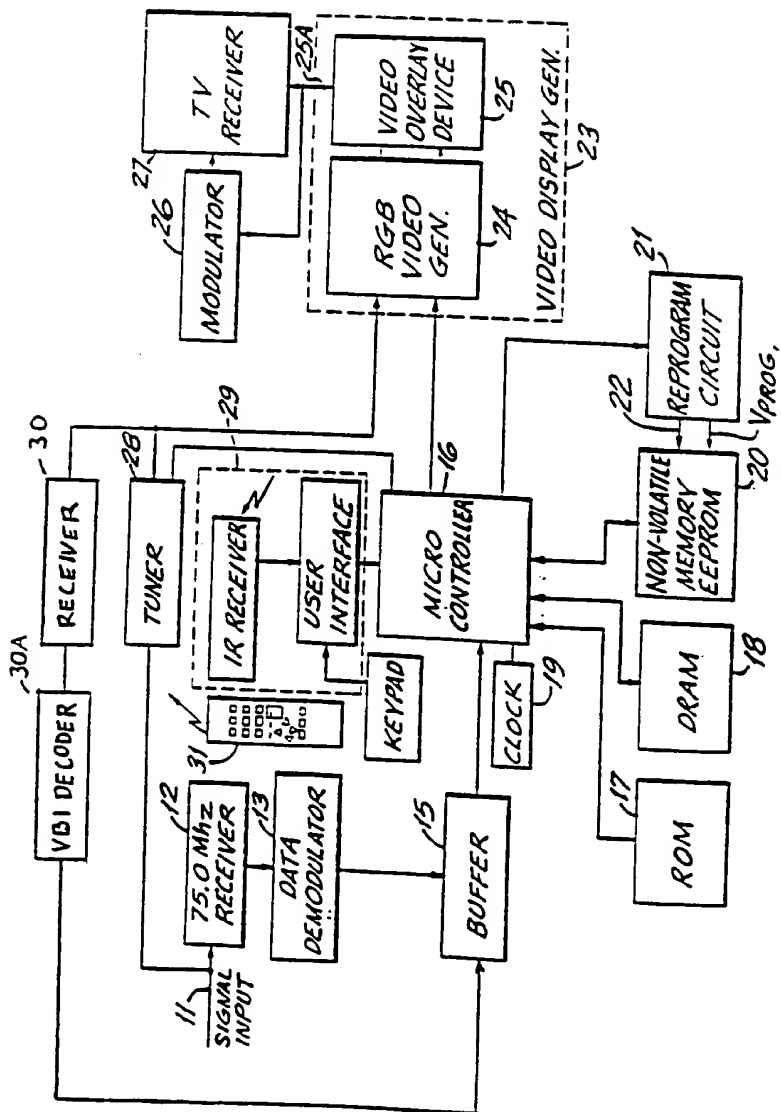 30A
VBI DECODER
30
RECEIVER
28
TUNER
11
SIGNAL
INPUT
12
75.0 Mhz
RECEIVER
13
DATA
DEMODULATOR
31
29
IR RECEIVER
USER
INTERFACE
KEYPAD
15
BUFFER
16
MICRO
CONTROLLER
CLOCK
19
17
ROM
DRAM
18
NON-VOLATILE
MEMORY
EEPROM
20
22
VPROG.
21
REPROGRAM
CIRCUIT
26
MODULATOR
27
TV
RECEIVER
25A
RGB
VIDEO
GEN.
24
VIDEO
OVERLAY
DEVICE
25
VIDEO DISPLAY GEN.
23